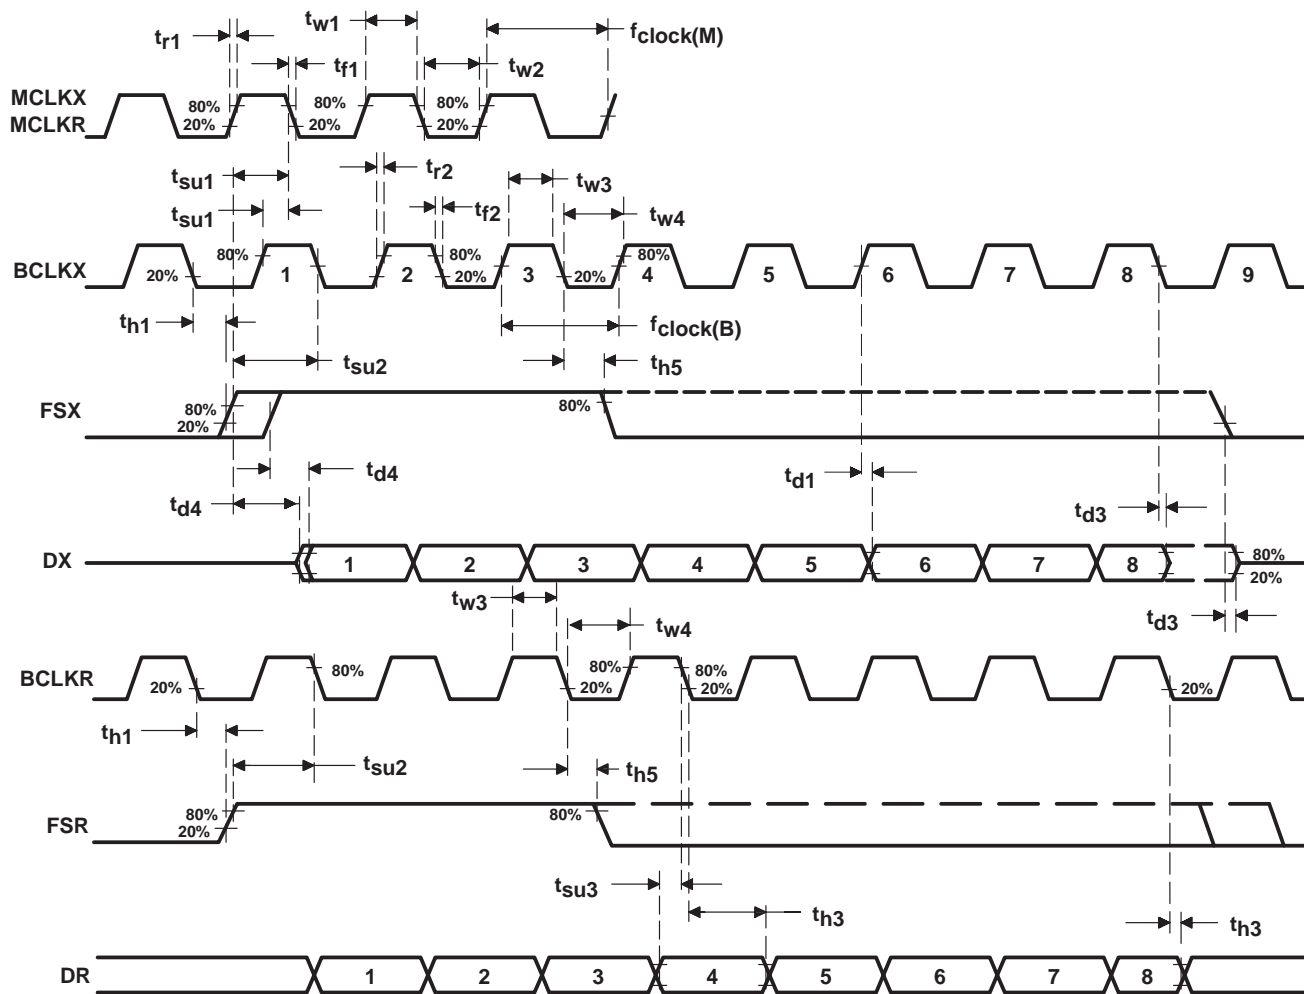 tr1
tw1
fclock(M)
tf1
tw2
MCLKX
MCLKR
80%
20%
80%
20%
80%
20%
tsu1
tr2
tw3
tsu1
tf2
tw4
BCLKX
20%
80%
1
2
80%
20%
3
20%
80%
4
5
6
7
8
9
th1
fclock(B)
tsu2
th5
FSX
80%
20%
80%
td4
td1
td4
td3
DX
1
2
3
4
5
6
7
8
80%
20%
tw3
tw4
td3
BCLKR
20%
80%
80%
20%
80%
20%
20%
th1
tsu2
th5
FSR
80%
20%
80%
tsu3
th3
th3
DR
1
2
3
4
5
6
7
8